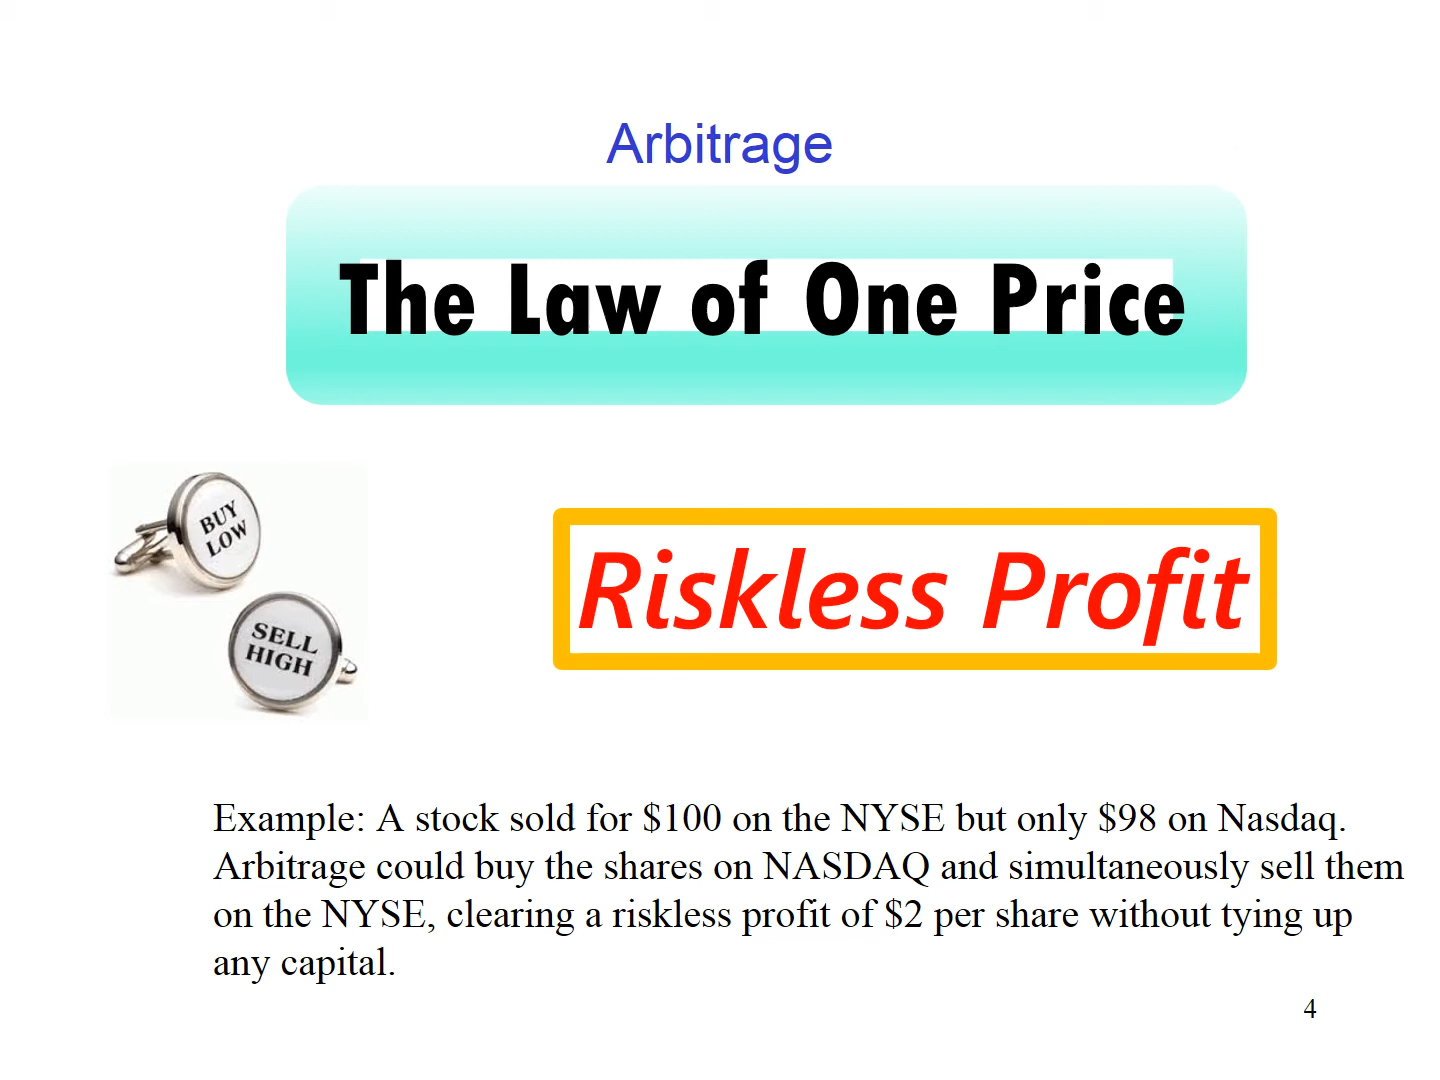 Arbitrage
The Law of One Price
BUY
LOW
SELL
HIGH
Riskless Profit
Example: A stock sold for $100 on the NYSE but only $98 on Nasdaq.
Arbitrage could buy the shares on NASDAQ and simultaneously sell them
on the NYSE, clearing a riskless profit of $2 per share without tying up
any capital.
4